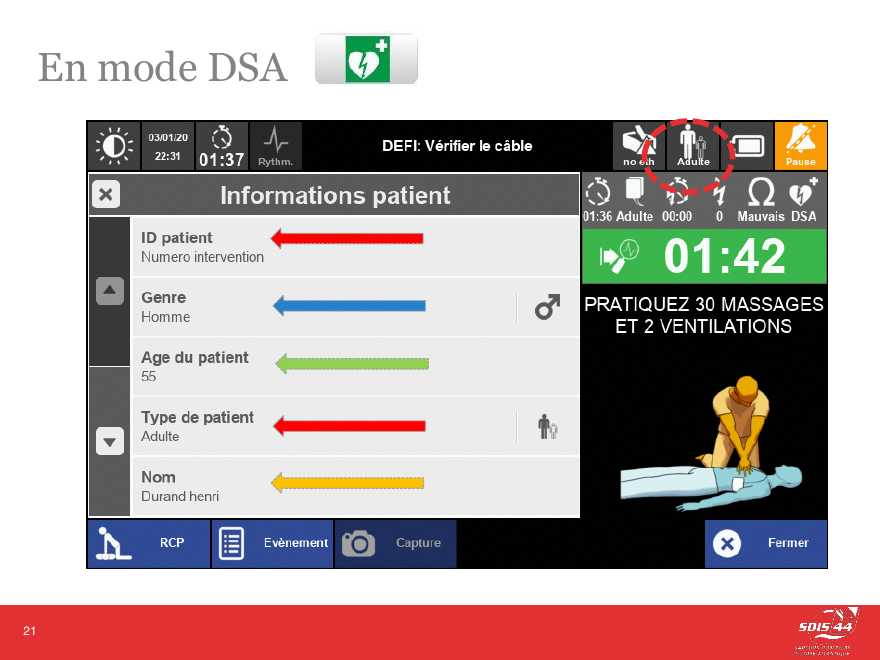 En mode DSA
03/01/20
22:31
01:37
Rythm.
DEFI: Vérifier le câble
Adulte
Pause
Informations patient
01:36 Adulte 00:00 0 Mauvais DSA
01:42
ID patient
Numero intervention
Genre
Homme
Age du patient
55
Type de patient
Adulte
Nom
Durand henri
PRATIQUEZ 30 MASSAGES
ET 2 VENTILATIONS
RCP
Evènement
Capture
Fermer
21
SDIS 44